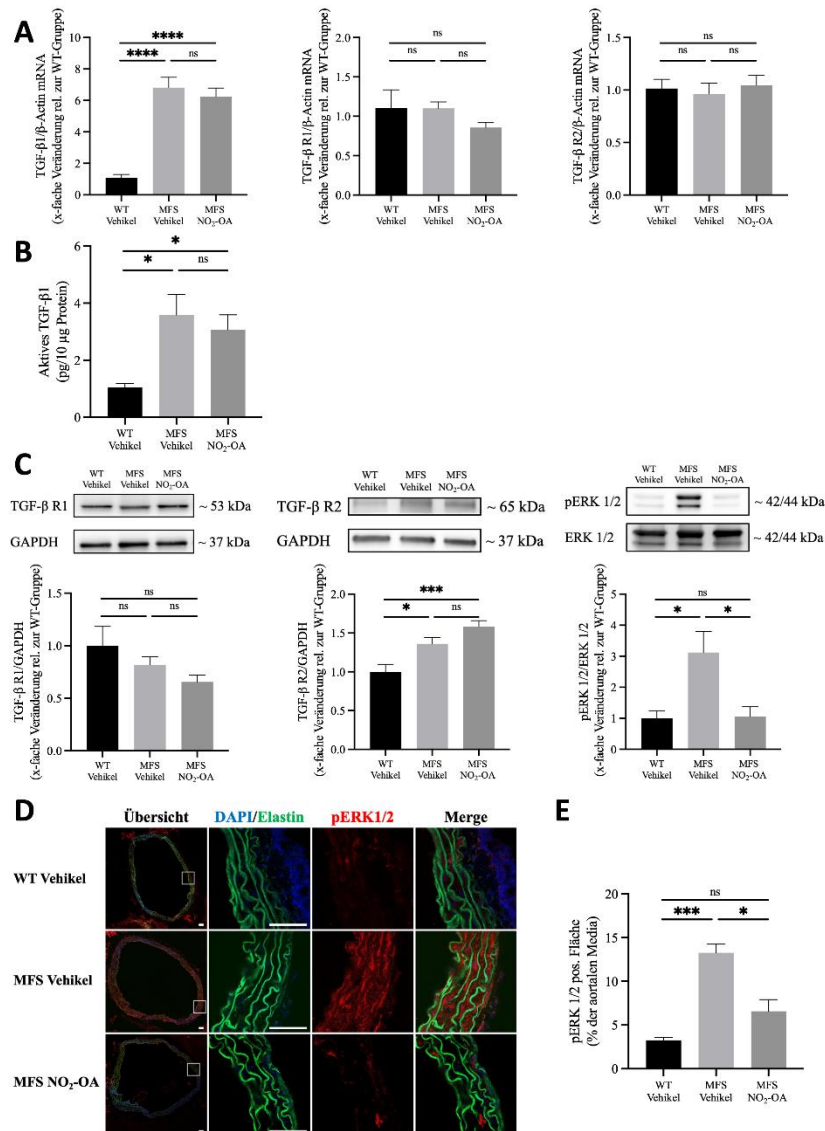 A
TGF-β1/β-Actin mRNA
(x-fache Veränderung rel. zur WT-Gruppe)
10
8
6
4
2
0
****
****
ns
WT
Vehikel
MFS
Vehikel
MFS
NO₂-OA
TGF-β R1/β-Actin mRNA
(x-fache Veränderung rel. zur WT-Gruppe)
2.0
1.5
1.0
0.5
0.0
ns
ns
ns
WT
Vehikel
MFS
Vehikel
MFS
NO₂-OA
TGF-β R2/β-Actin mRNA
(x-fache Veränderung rel. zur WT-Gruppe)
1.5
1.0
0.5
0.0
ns
ns
ns
WT
Vehikel
MFS
Vehikel
MFS
NO₂-OA
B
Aktives TGF-β1
(pg/10 µg Protein)
6
4
2
0
*
*
ns
WT
Vehikel
MFS
Vehikel
MFS
NO₂-OA
C
WT
Vehikel
MFS
Vehikel
MFS
NO₂-OA
TGF-β R1
~ 53 kDa
GAPDH
~ 37 kDa
TGF-β R1/GAPDH
(x-fache Veränderung rel. zur WT-Gruppe)
1.5
1.0
0.5
0.0
ns
ns
ns
WT
Vehikel
MFS
Vehikel
MFS
NO₂-OA
WT
Vehikel
MFS
Vehikel
MFS
NO₂-OA
TGF-β R2
~ 65 kDa
GAPDH
~ 37 kDa
TGF-β R2/GAPDH
(x-fache Veränderung rel. zur WT-Gruppe)
2.0
1.5
1.0
0.5
0.0
***
*
ns
WT
Vehikel
MFS
Vehikel
MFS
NO₂-OA
WT
Vehikel
MFS
Vehikel
MFS
NO₂-OA
pERK 1/2
~ 42/44 kDa
ERK 1/2
~ 42/44 kDa
pERK 1/2/ERK 1/2
(x-fache Veränderung rel. zur WT-Gruppe)
5
4
3
2
1
0
ns
*
*
WT
Vehikel
MFS
Vehikel
MFS
NO₂-OA
D
Übersicht
DAPI/Elastin
pERK1/2
Merge
WT Vehikel
MFS Vehikel
MFS NO₂-OA
E
pERK 1/2 pos. Fläche
(% der aortalen Media)
20
15
10
5
0
ns
***
*
WT
Vehikel
MFS
Vehikel
MFS
NO₂-OA